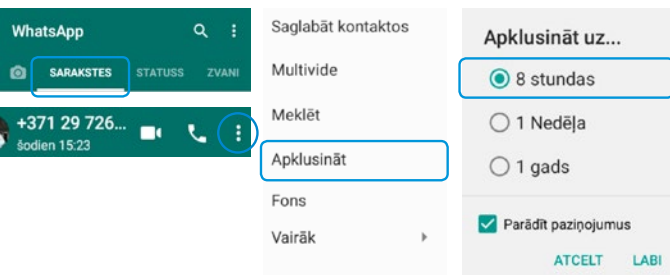 WhatsApp
SARAKSTES STATUSS ZVANI
+371 29 726...
šodien 15:23
Saglabāt kontaktos
Multivide
Meklēt
Apklusināt
Fons
Vairāk
Apklusināt uz...
8 stundas
1 Nedēļa
1 gads
Parādīt paziņojumus
ATCELT LABI